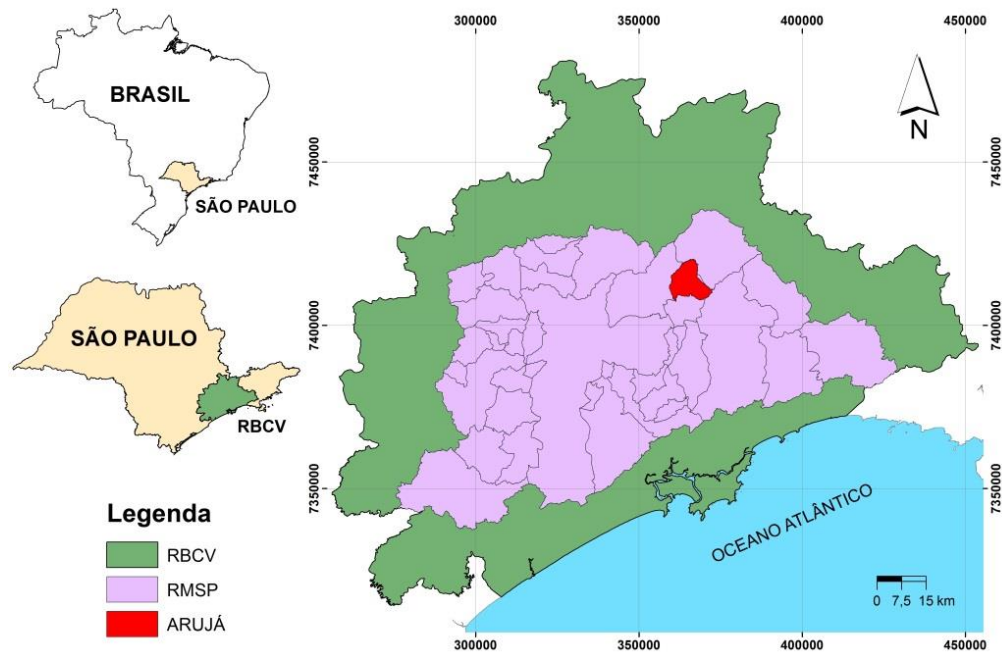 BRASIL
SÃO PAULO
SÃO PAULO
RBCV
Legenda
RBCV
RMSP
ARUJÁ
300000 350000 400000 450000
N
7450000 7450000
7400000 7400000
7350000 7350000
OCEANO ATLÂNTICO
0 7,5 15 km
300000 350000 400000 450000